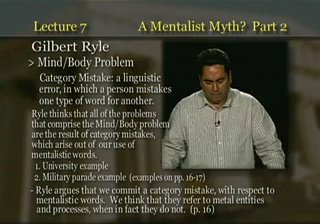 Lecture 7 A Mentalist Myth? Part 2
Gilbert Ryle
> Mind/Body Problem
Category Mistake: a linguistic
error, in which a person mistakes
one type of word for another.
Ryle thinks that all of the problems
that comprise the Mind/Body problem
are the result of category mistakes,
which arise out of our use of
mentalistic words.
1. University example
2. Military parade example (examples on pp. 16-17)
- Ryle argues that we commit a category mistake, with respect to
mentalistic words. We think that they refer to metal entities
and processes, when in fact they do not. (p. 16)